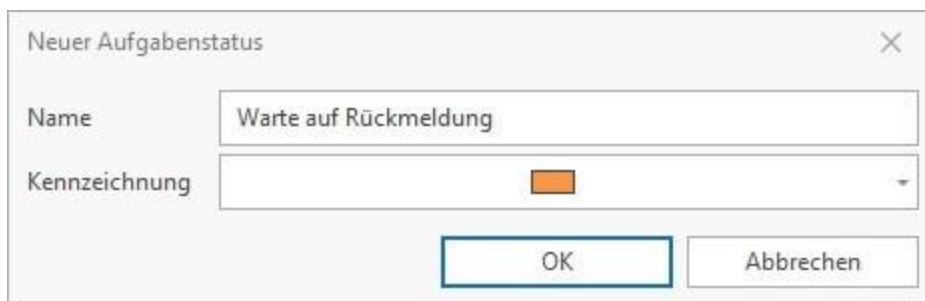 Neuer Aufgabenstatus
Name Warte auf Rückmeldung
Kennzeichnung
OK Abbrechen